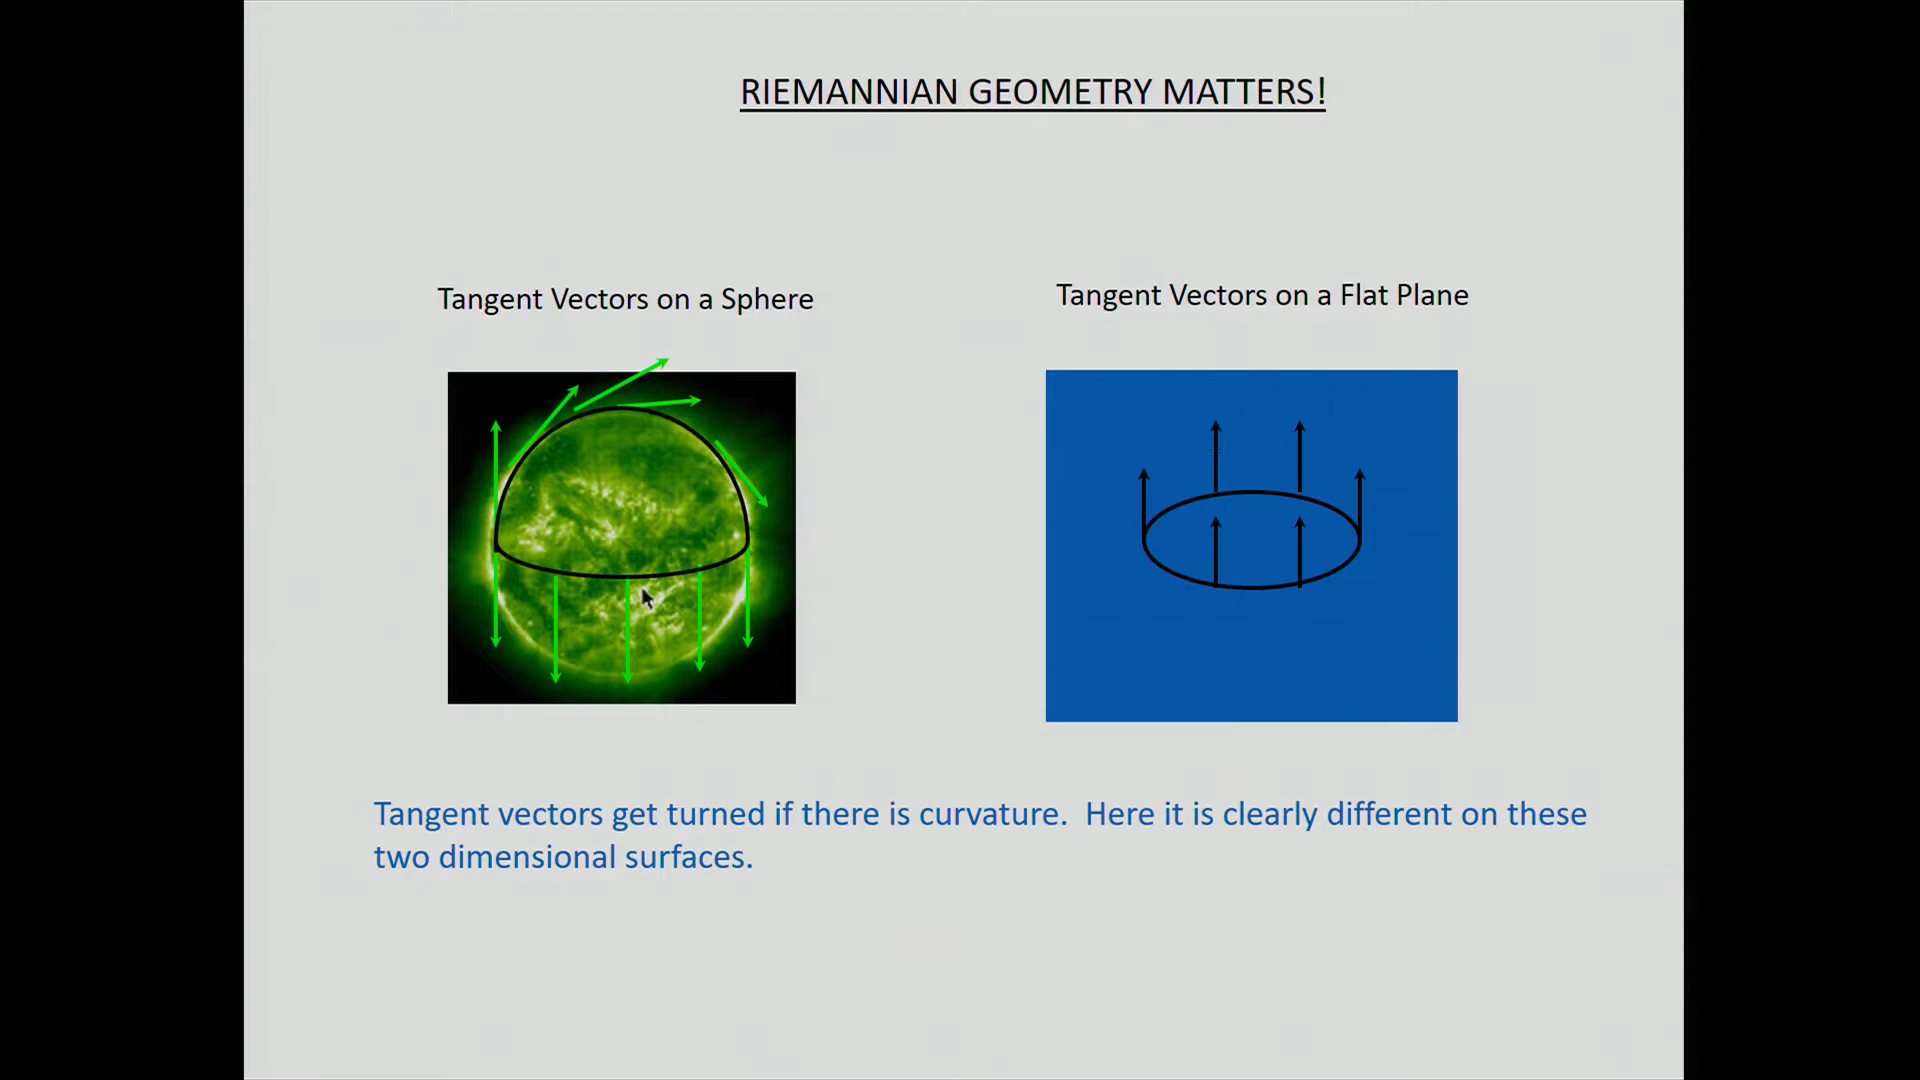 RIEMANNIAN GEOMETRY MATTERS!
Tangent Vectors on a Sphere
Tangent Vectors on a Flat Plane
Tangent vectors get turned if there is curvature.  Here it is clearly different on these
two dimensional surfaces.